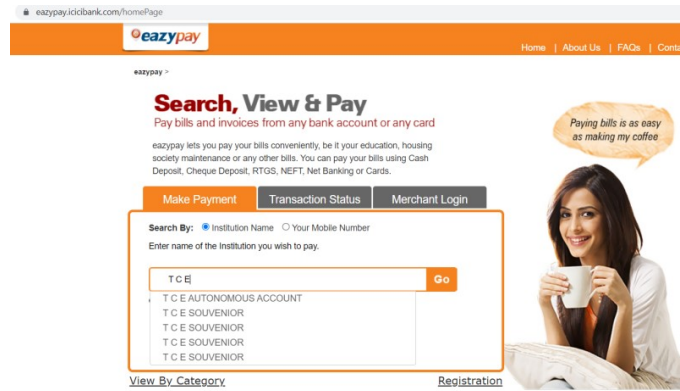 eazypay.icicibank.com/homePage
eazypay
Home | About Us | FAQs |
eazypay >
Search, View & Pay
Pay bills and invoices from any bank account or any card
eazypay lets you pay your bills conveniently, be it your education, housing
society maintenance or any other bills. You can pay your bills using Cash
Deposit, Cheque Deposit, RTGS, NEFT, Net Banking or Cards.
Paying bills is as easy
as making my coffee
Make Payment Transaction Status Merchant Login
Search By: Institution Name Your Mobile Number
Enter name of the Institution you wish to pay.
T C E
Go
T C E AUTONOMOUS ACCOUNT
T C E SOUVENIOR
T C E SOUVENIOR
T C E SOUVENIOR
T C E SOUVENIOR
View By Category Registration